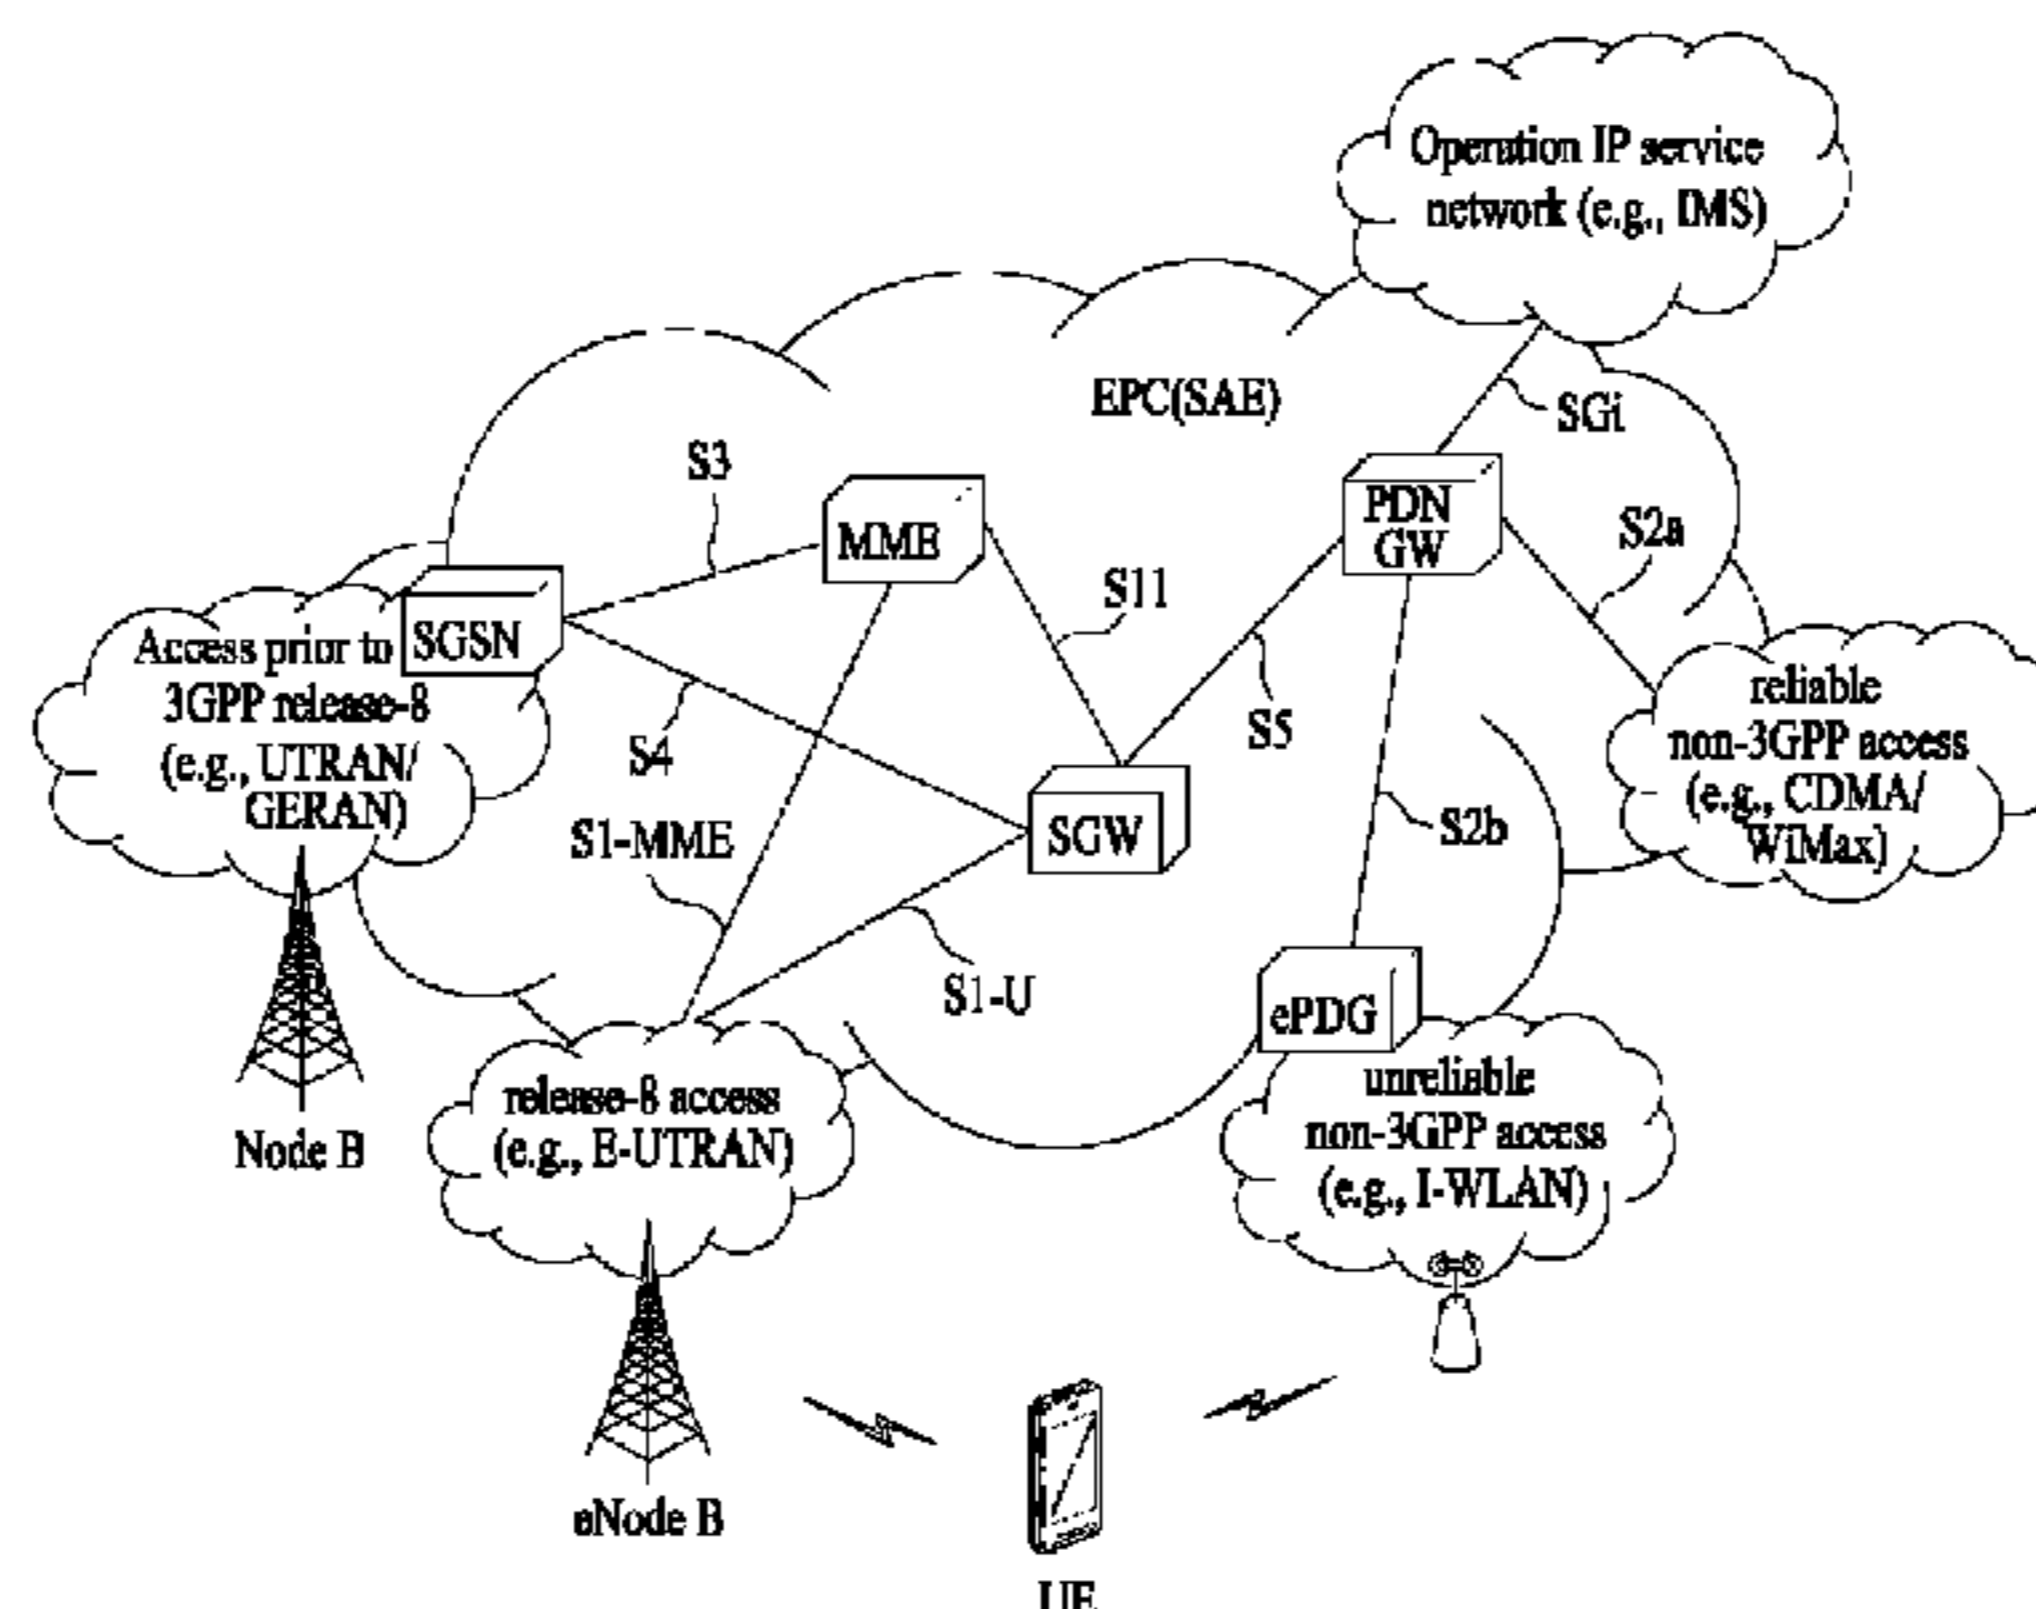 Operation IP service
network (e.g., IMS)
EPC(SAE)
SGi
S3
MME
PDN
GW
S2a
S11
SGSN
Access prior to
3GPP release-8
(e.g., UTRAN/
GERAN)
S4
S5
reliable
non-3GPP access
(e.g., CDMA/
WiMax)
S1-MME
SGW
S2b
S1-U
ePDG
unreliable
non-3GPP access
(e.g., I-WLAN)
release-8 access
(e.g., E-UTRAN)
Node B
eNode B
UE